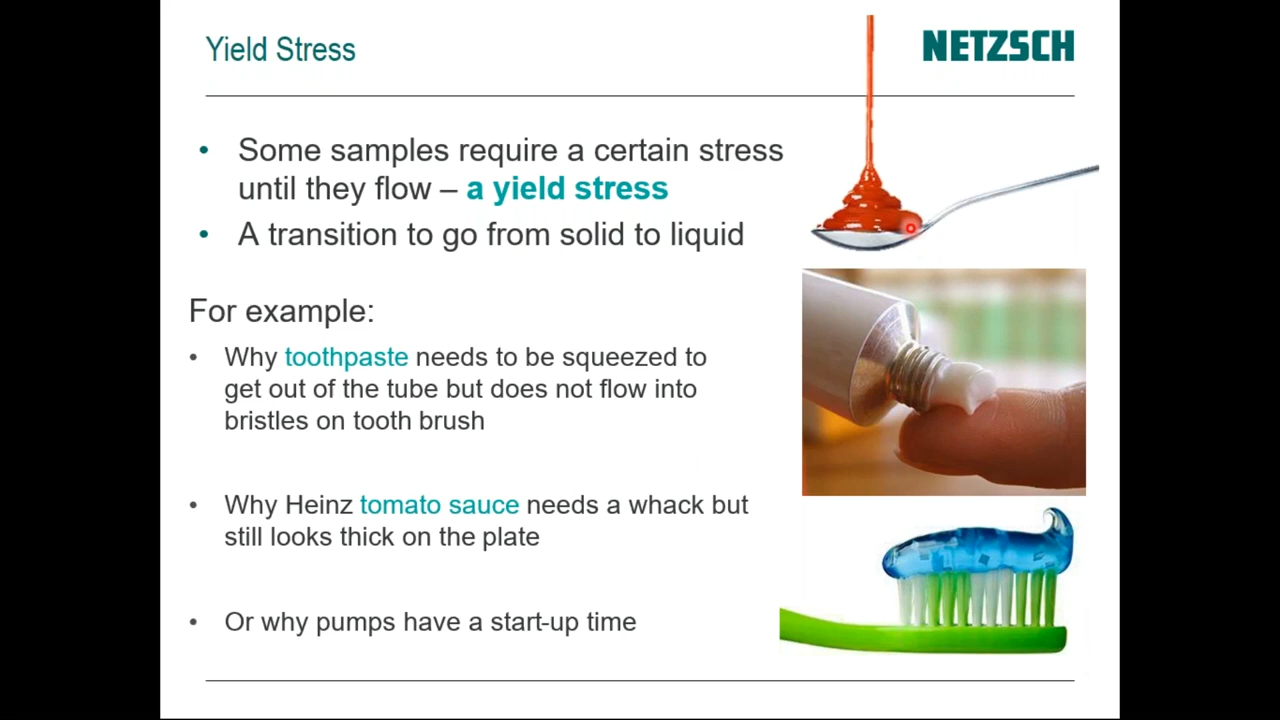 Yield Stress
NETZSCH
• Some samples require a certain stress
until they flow – a yield stress
• A transition to go from solid to liquid
For example:
• Why toothpaste needs to be squeezed to
get out of the tube but does not flow into
bristles on tooth brush
• Why Heinz tomato sauce needs a whack but
still looks thick on the plate
• Or why pumps have a start-up time